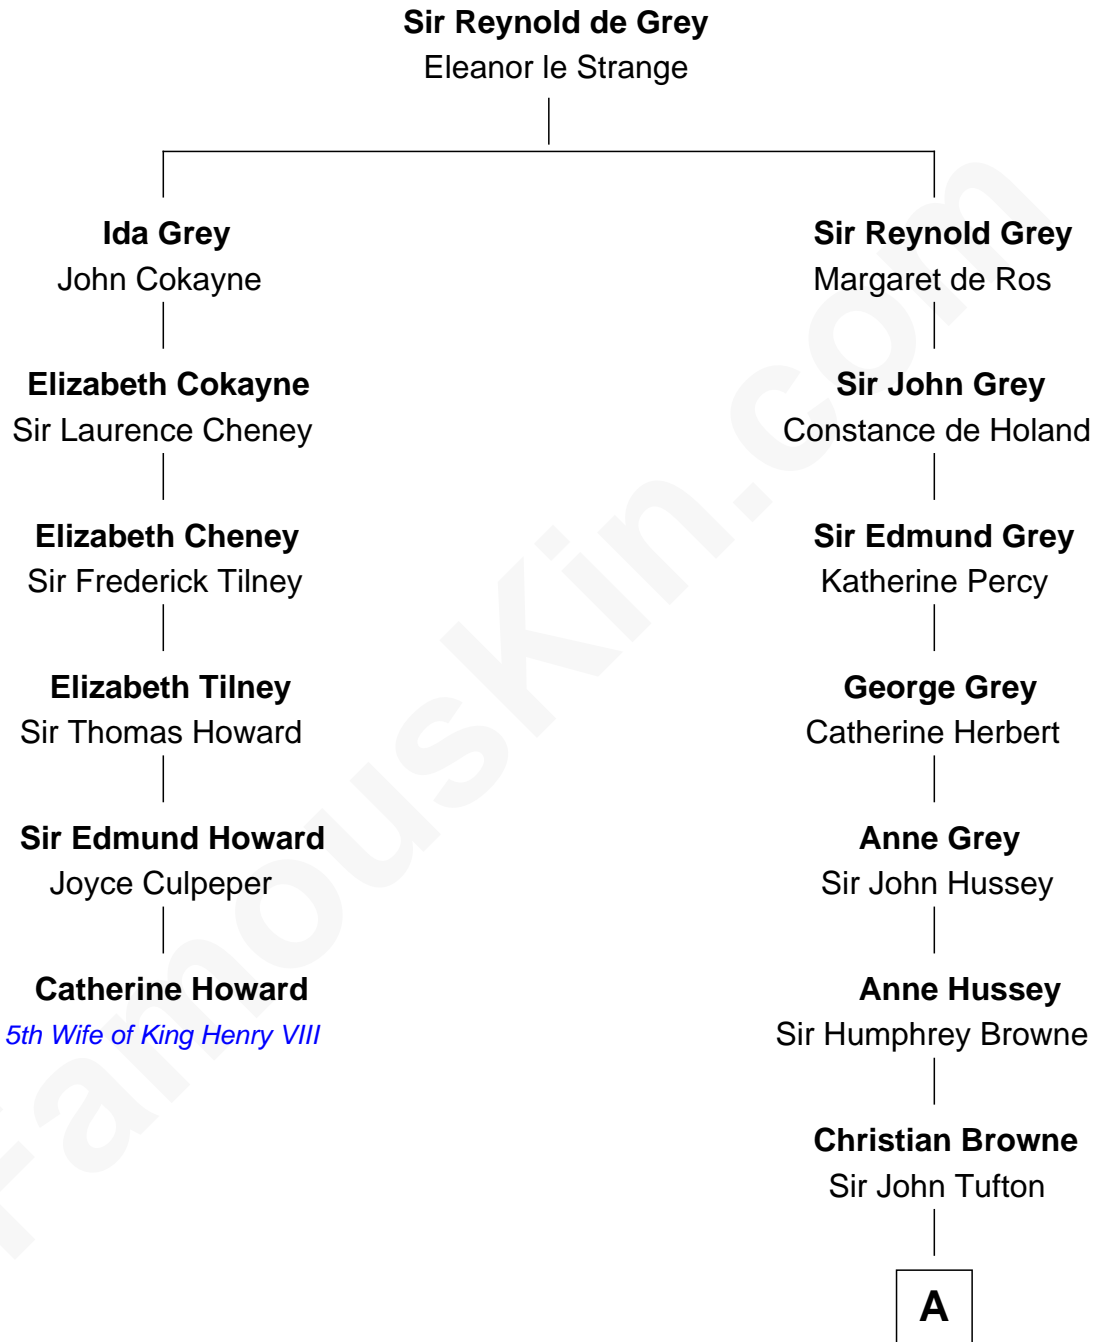 Sir Reynold de Grey
Eleanor le Strange
Ida Grey
John Cokayne
Elizabeth Cokayne
Sir Laurence Cheney
Elizabeth Cheney
Sir Frederick Tilney
Elizabeth Tilney
Sir Thomas Howard
Sir Edmund Howard
Joyce Culpeper
Catherine Howard
5th Wife of King Henry VIII
Sir Reynold Grey
Margaret de Ros
Sir John Grey
Constance de Holand
Sir Edmund Grey
Katherine Percy
George Grey
Catherine Herbert
Anne Grey
Sir John Hussey
Anne Hussey
Sir Humphrey Browne
Christian Browne
Sir John Tufton
A
FamousKin.com